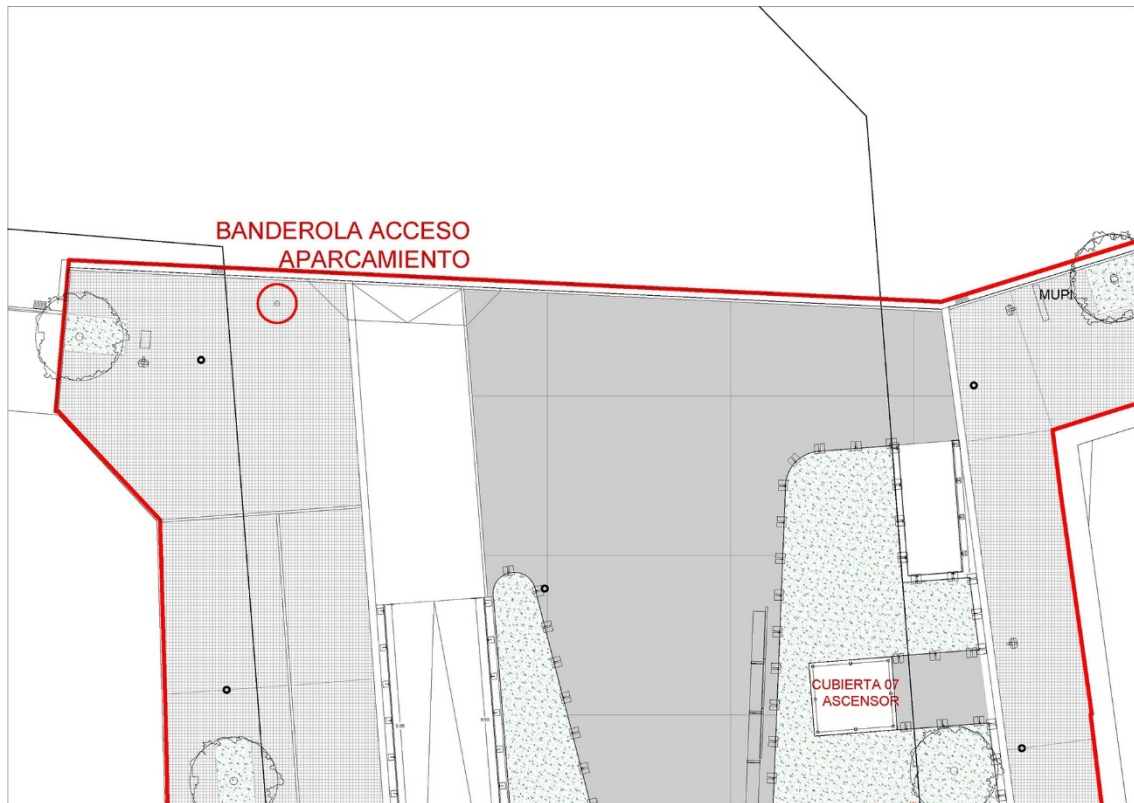 BANDEROLA ACCESO
APARCAMIENTO
MUPI
CUBIERTA 07
ASCENSOR